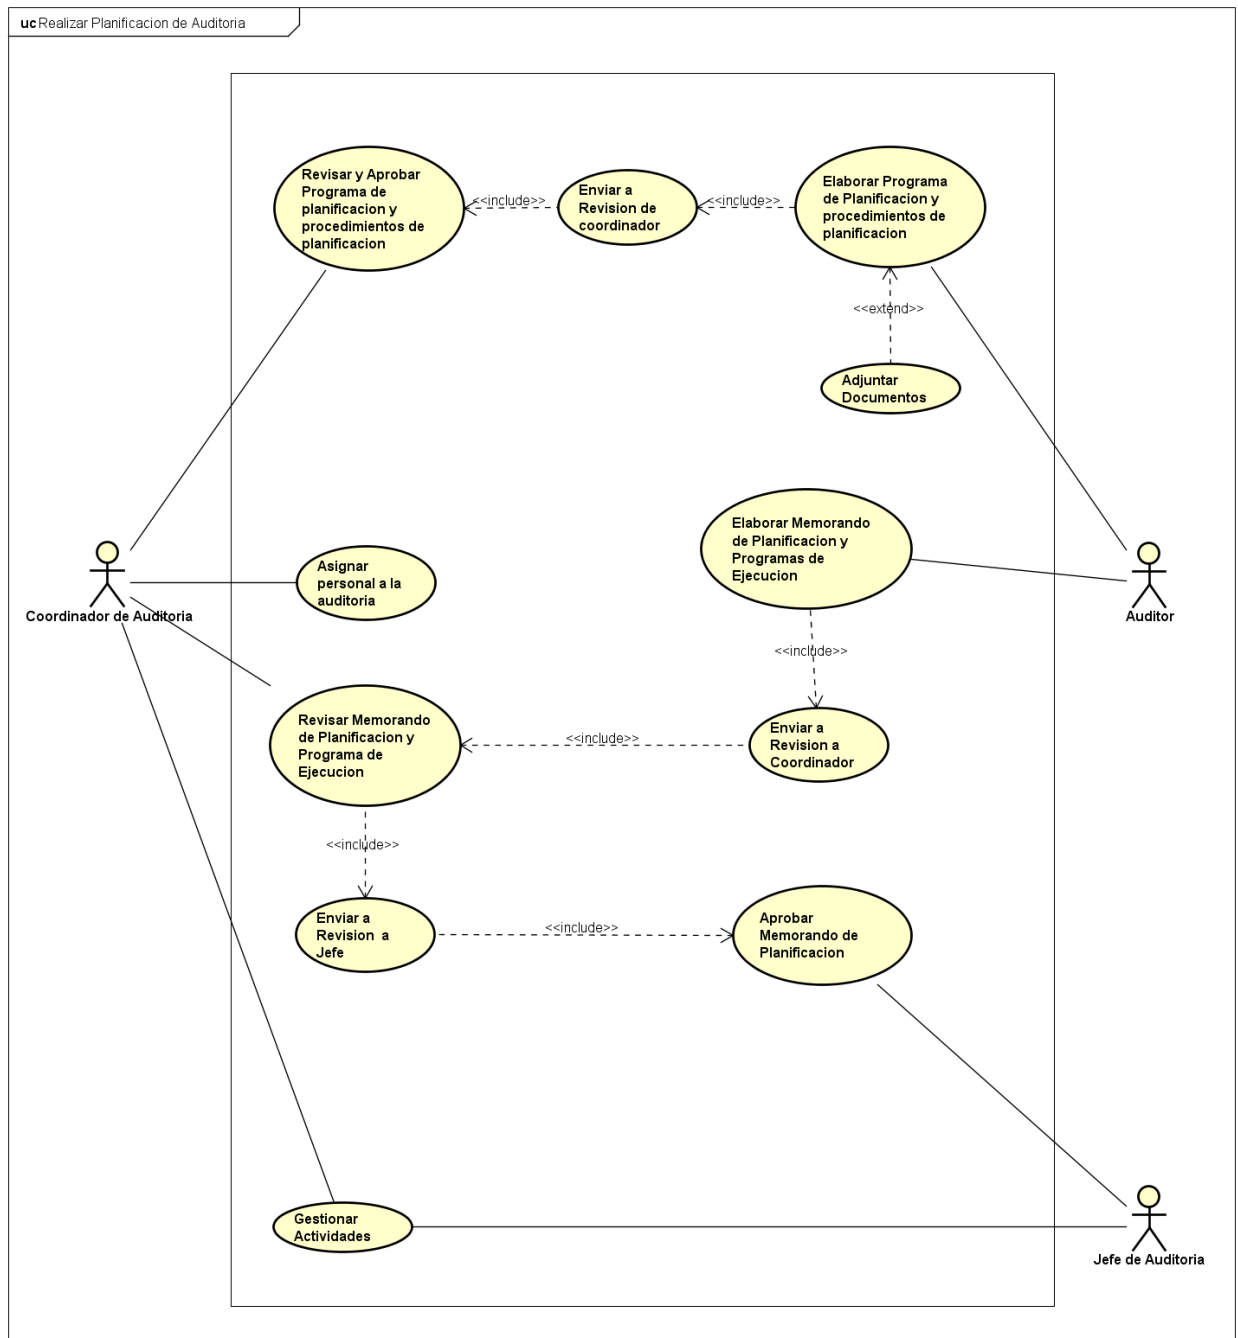 uc Realizar Planificacion de Auditoria
Revisar y Aprobar
Programa de
planificacion y
procedimientos de
planificacion
<<include>>
Enviar a
Revision de
coordinador
<<include>>
Elaborar Programa
de Planificacion y
procedimientos de
planificacion
<<extend>>
Adjuntar
Documentos
Elaborar Memorando
de Planificacion y
Programas de
Ejecucion
Asignar
personal a la
auditoria
Coordinador de Auditoria
Auditor
<<include>>
Revisar Memorando
de Planificacion y
Programa de
Ejecucion
<<include>>
Enviar a
Revision a
Coordinador
<<include>>
Enviar a
Revision  a
Jefe
<<include>>
Aprobar
Memorando de
Planificacion
Gestionar
Actividades
Jefe de Auditoria